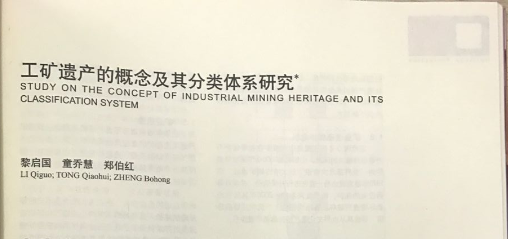 工矿遗产的概念及其分类体系研究*
STUDY ON THE CONCEPT OF INDUSTRIAL MINING HERITAGE AND ITS
CLASSIFICATION SYSTEM
黎启国 童乔慧 郑伯红
LI Qiguo; TONG Qiaohui; ZHENG Bohong